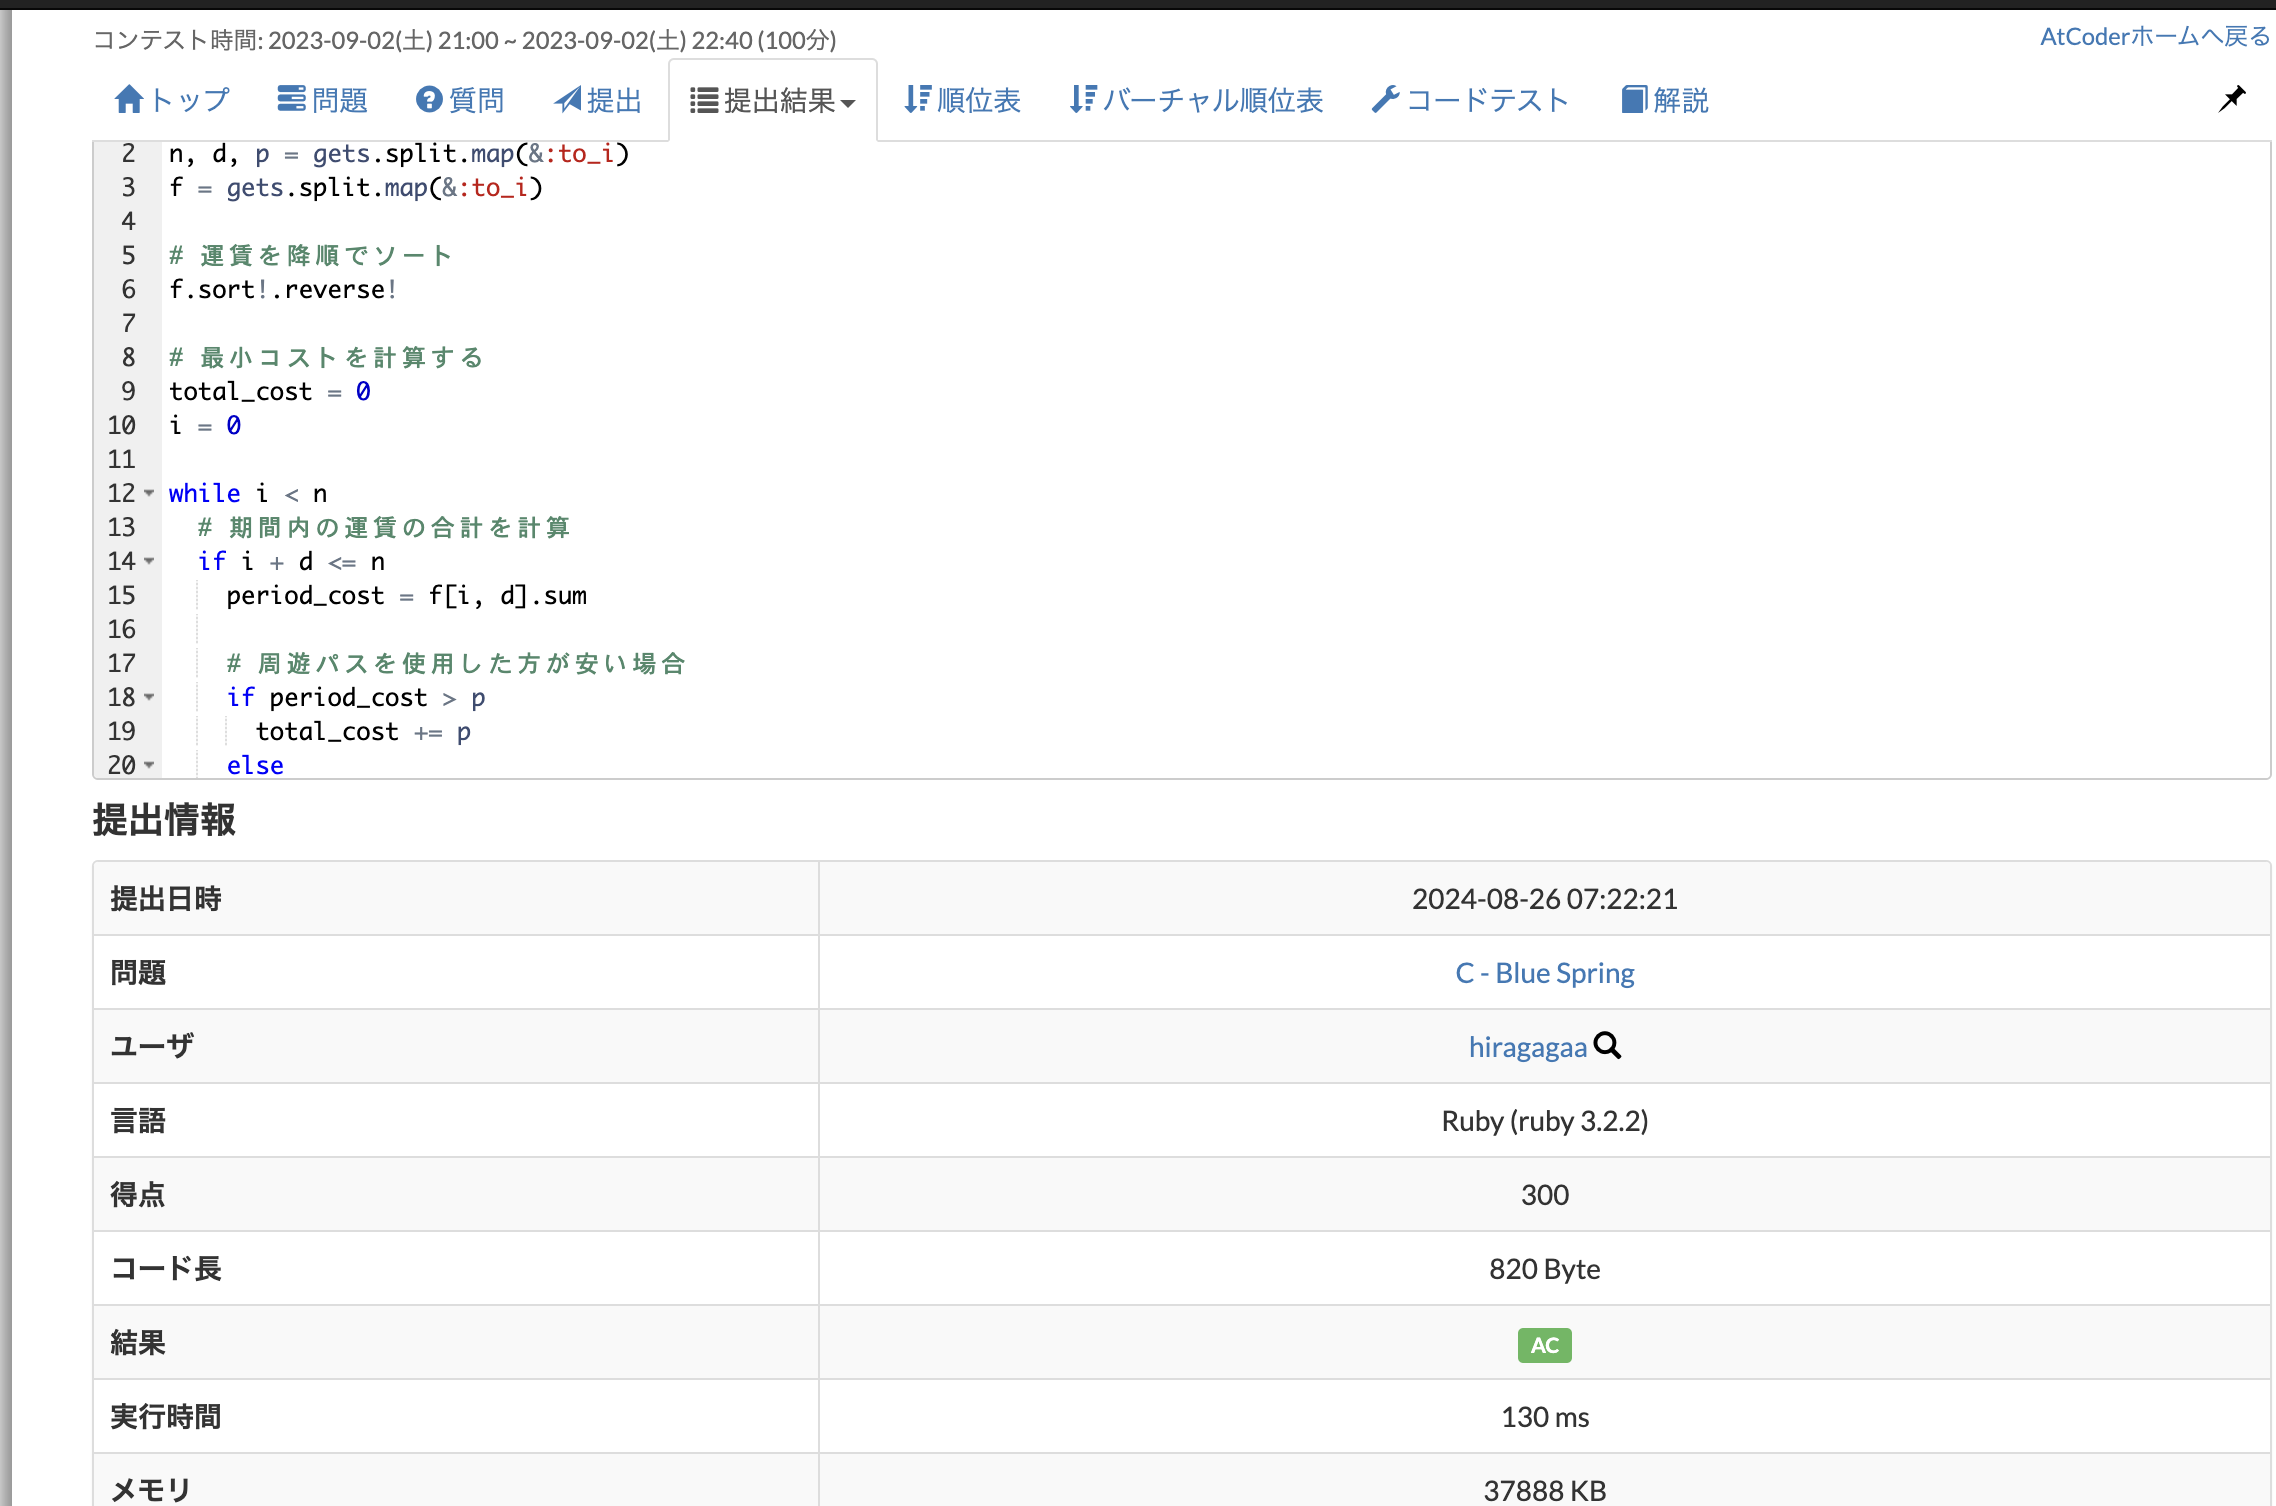 コンテスト時間: 2023-09-02(土) 21:00 ~ 2023-09-02(土) 22:40 (100分)
AtCoderホームへ戻る
トップ 問題 質問 提出 提出結果 順位表 バーチャル順位表 コードテスト 解説
2 n, d, p = gets.split.map(&:to_i)
3 f = gets.split.map(&:to_i)
4
5 # 運賃を降順でソート
6 f.sort!.reverse!
7
8 # 最小コストを計算する
9 total_cost = 0
10 i = 0
11
12 while i < n
13 # 期間内の運賃の合計を計算
14 if i + d <= n
15 period_cost = f[i, d].sum
16
17 # 周遊パスを使用した方が安い場合
18 if period_cost > p
19 total_cost += p
20 else
提出情報
提出日時 2024-08-26 07:22:21
問題 C - Blue Spring
ユーザ hiragagaa
言語 Ruby (ruby 3.2.2)
得点 300
コード長 820 Byte
結果 AC
実行時間 130 ms
メモリ 37888 KB